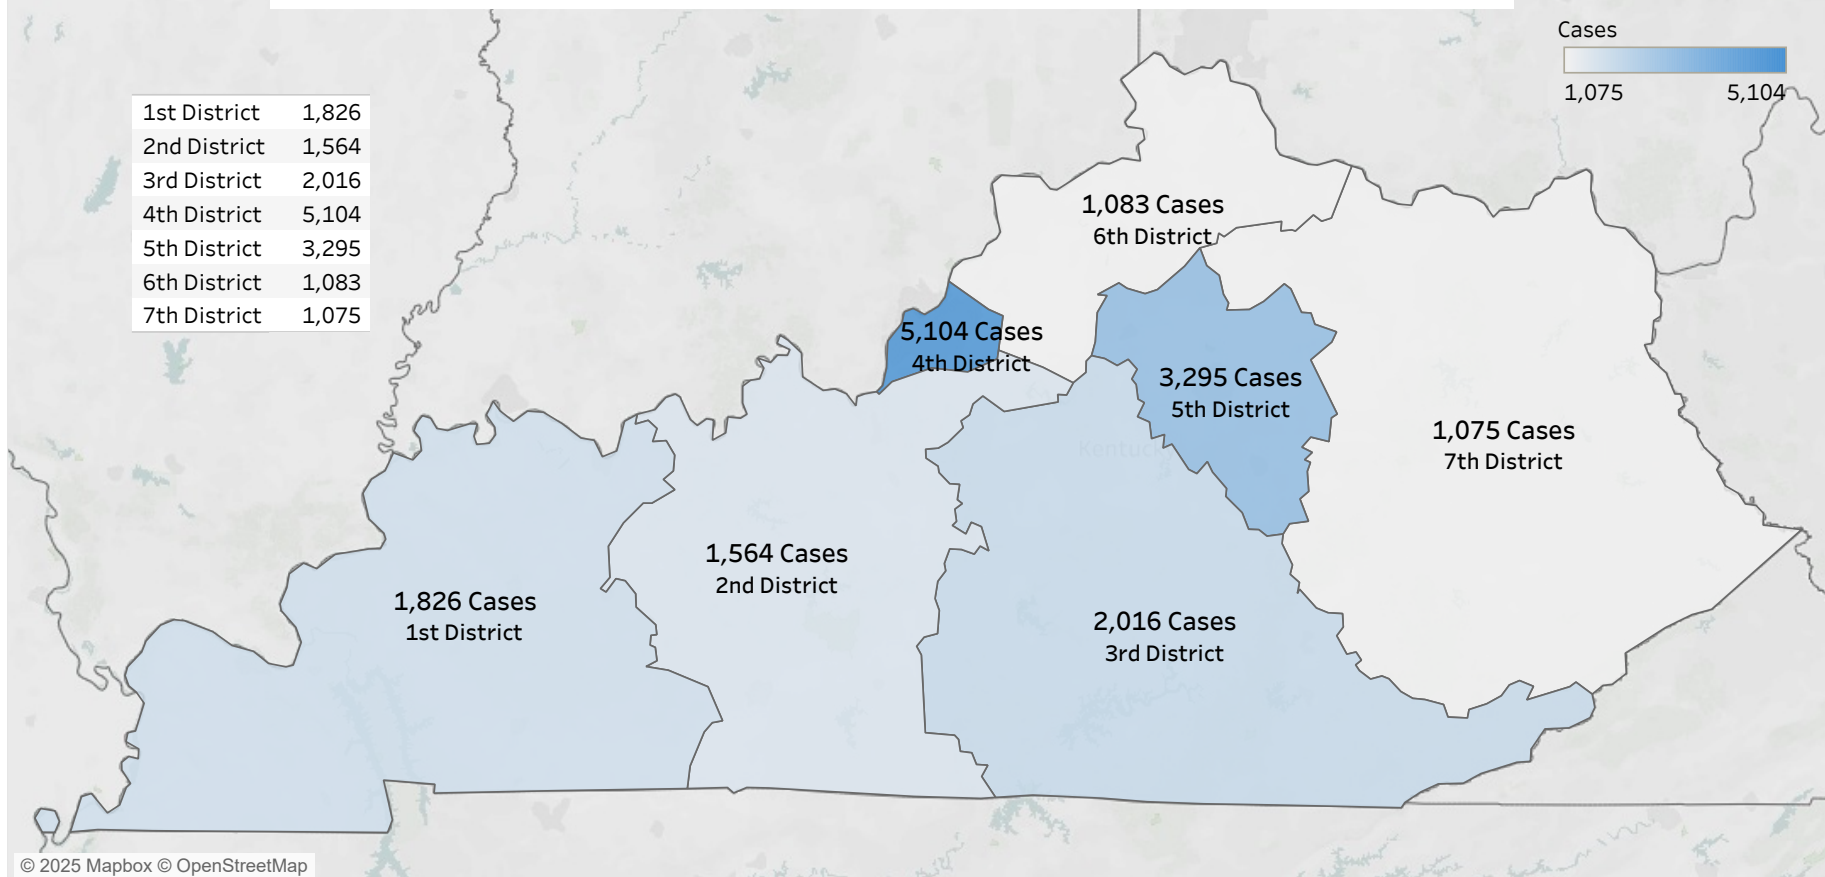 Cases
1,075 5,104
1st District 1,826
2nd District 1,564
3rd District 2,016
4th District 5,104
5th District 3,295
6th District 1,083
7th District 1,075
1,083 Cases
6th District
5,104 Cases
4th District
3,295 Cases
5th District
1,075 Cases
7th District
Kentucky
1,564 Cases
2nd District
1,826 Cases
1st District
2,016 Cases
3rd District
© 2025 Mapbox © OpenStreetMap